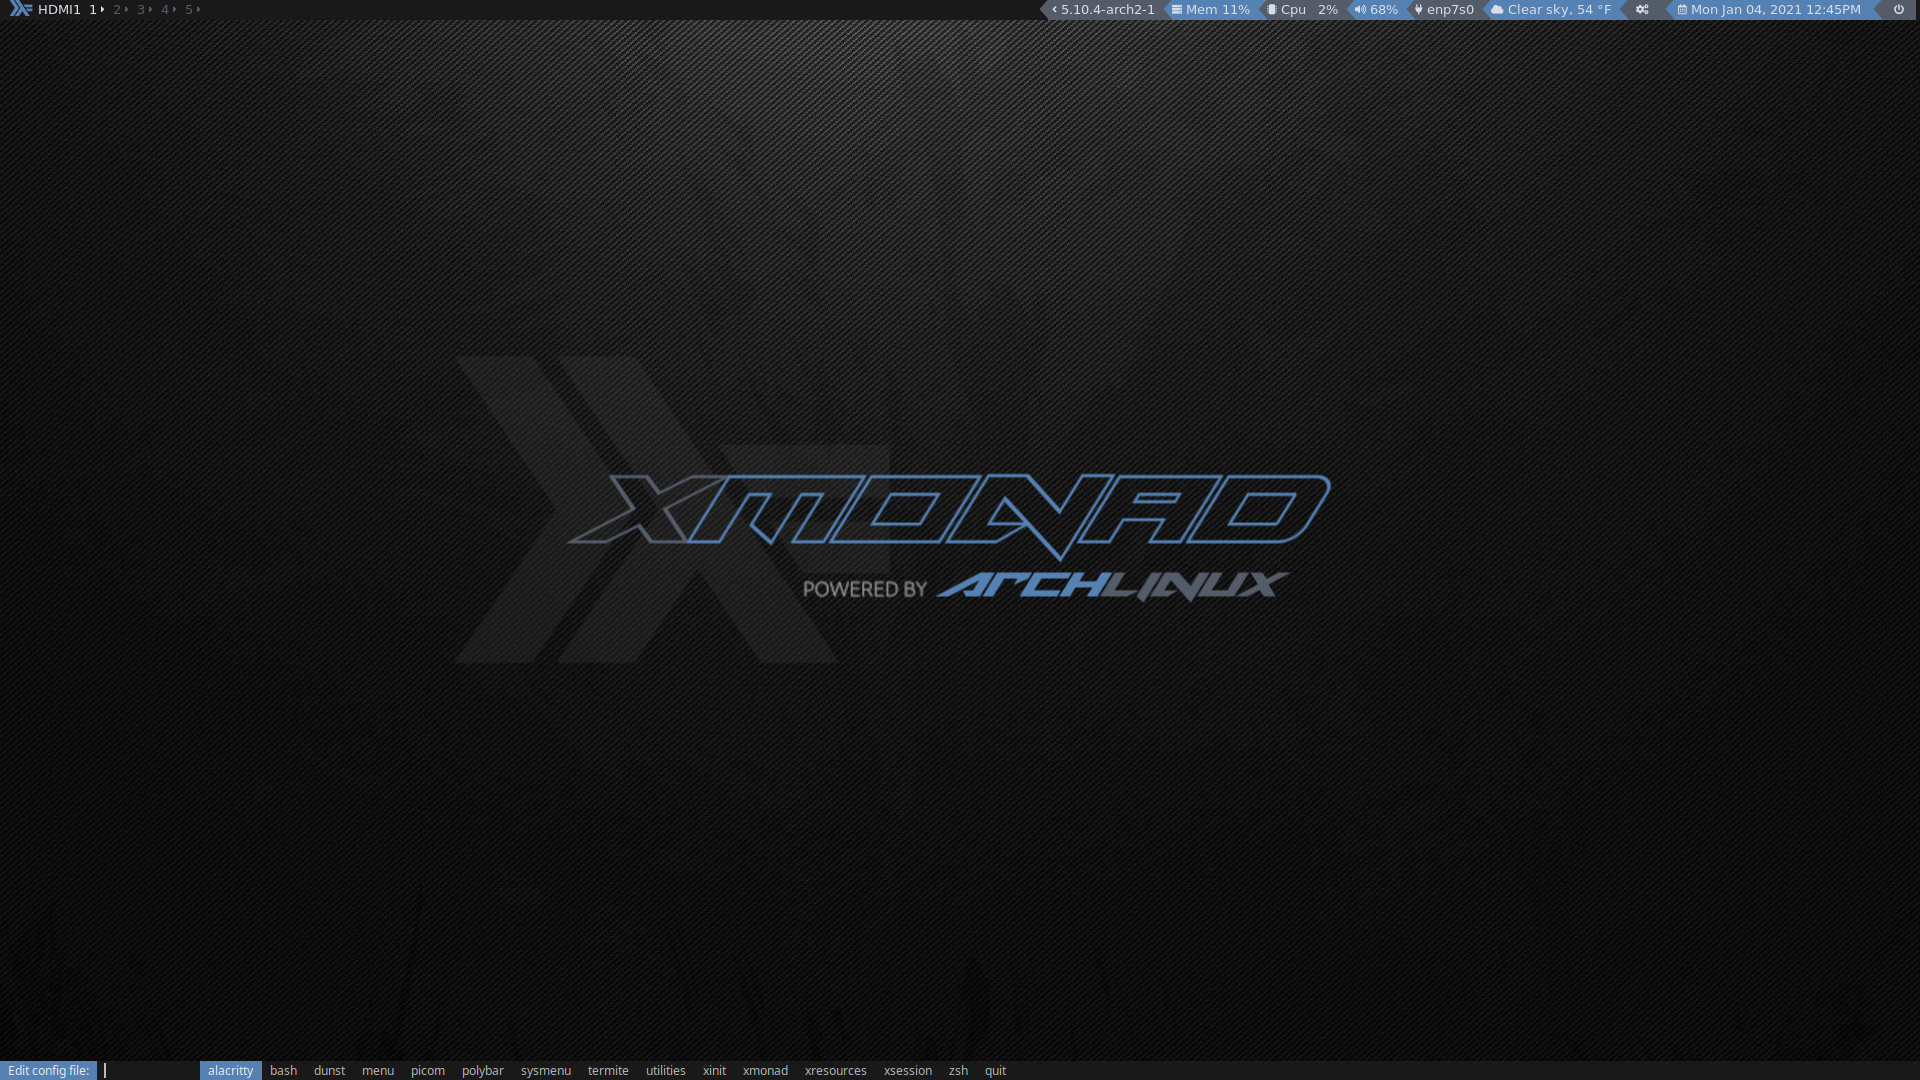 HDMI1 1 2 3 4 5 5.10.4-arch2-1 Mem 11% Cpu 2% 68% enp7s0 Clear sky, 54 °F Mon Jan 04, 2021 12:45PM
XMONAD
POWERED BY ARCHLINUX
Edit config file: alacritty bash dunst menu picom polybar sysmenu termite utilities xinit xmonad xresources xsession zsh quit